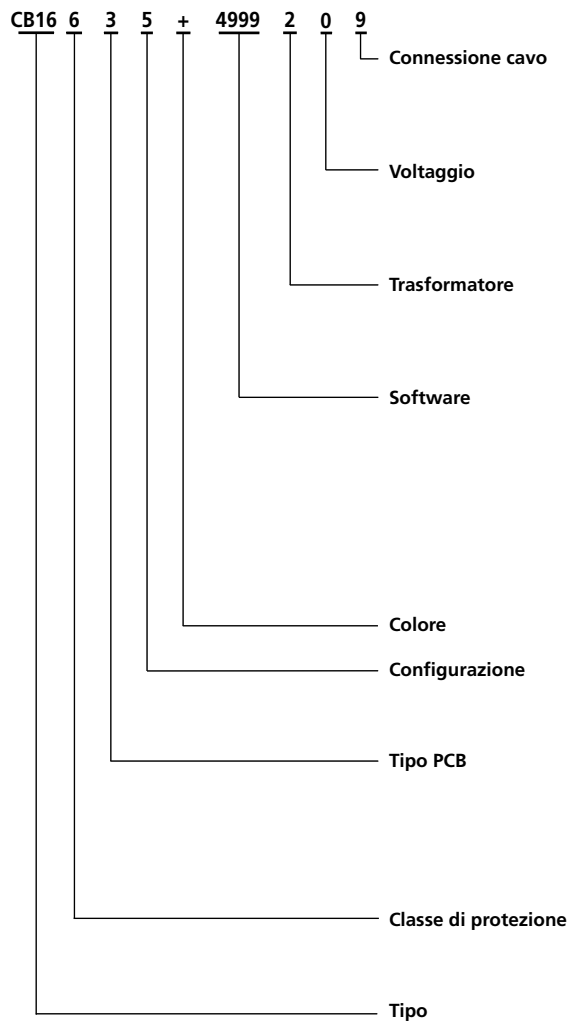 CB16 6 3 5 + 4999 2 0 9
Connessione cavo
Voltaggio
Trasformatore
Software
Colore
Configurazione
Tipo PCB
Classe di protezione
Tipo